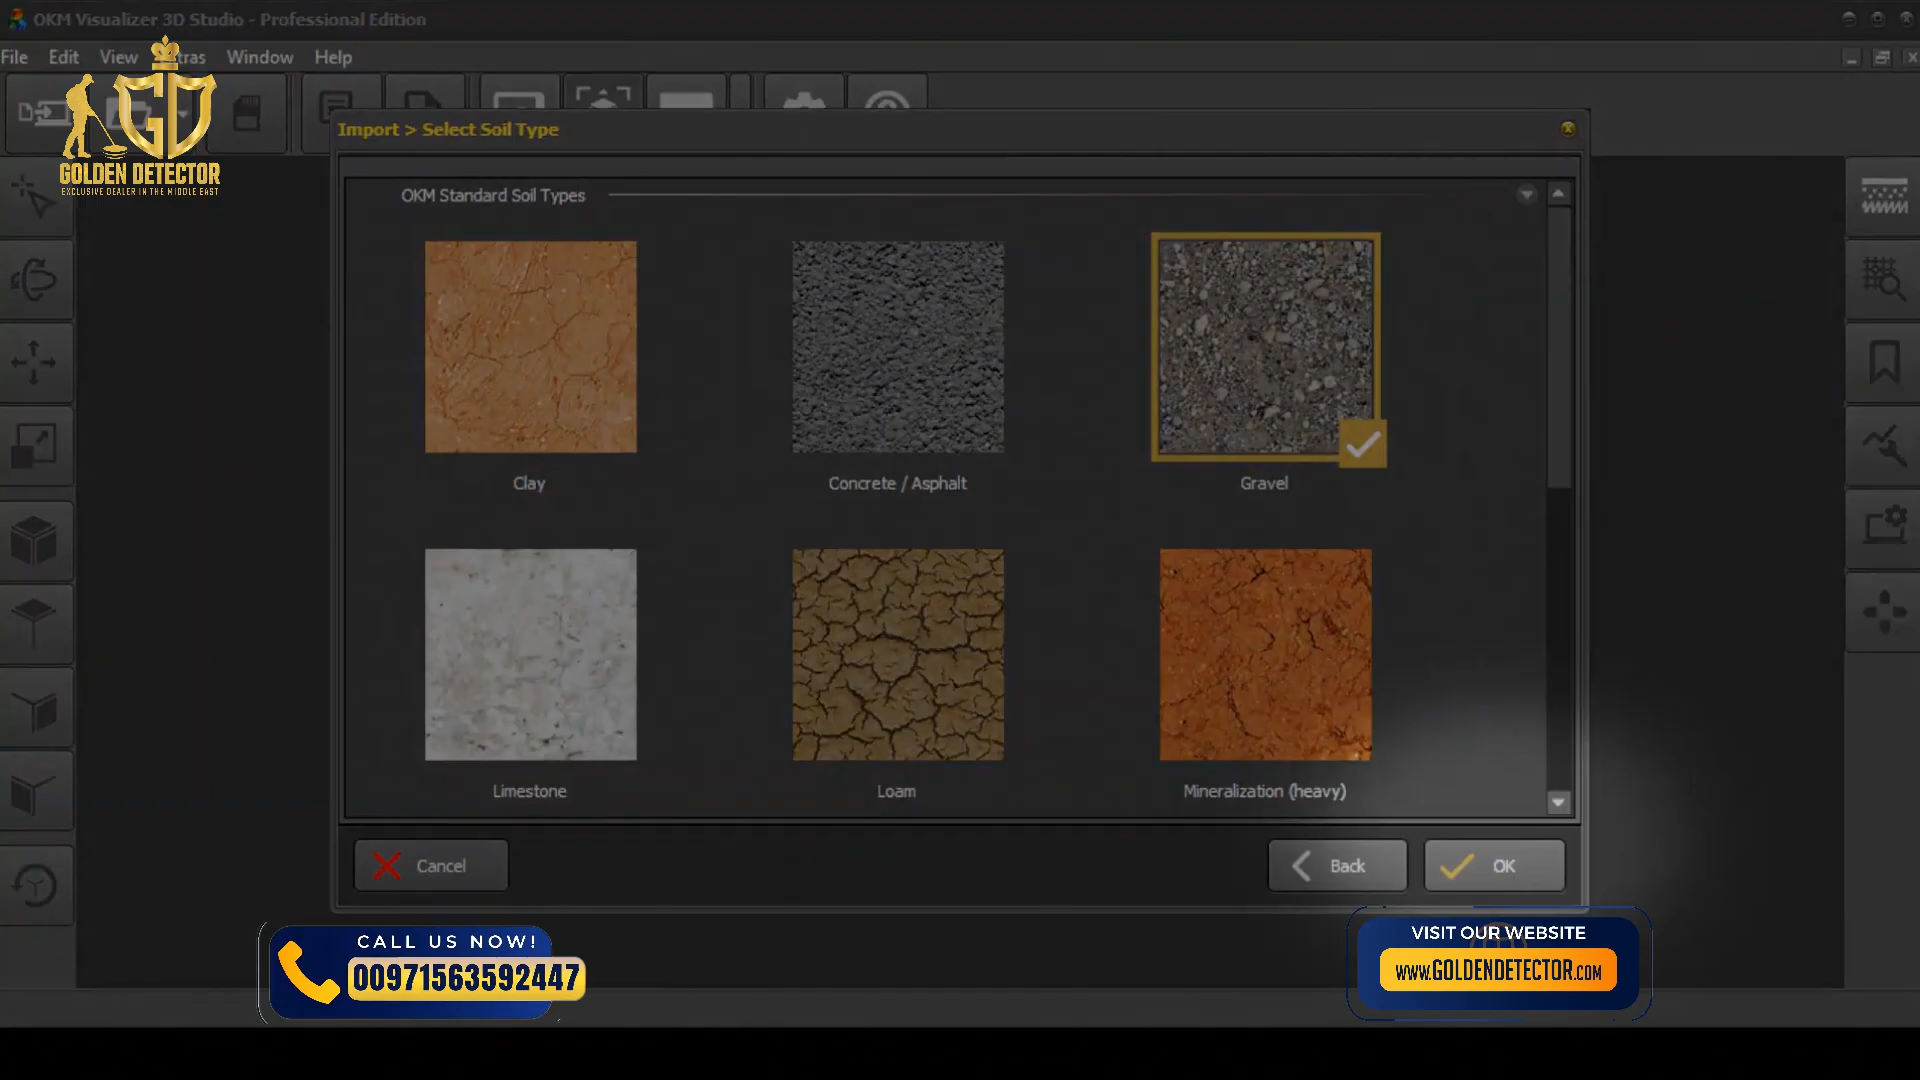 OKM Visualizer 3D Studio - Professional Edition
File Edit View Extras Window Help
GD
GOLDEN DETECTOR
EXCLUSIVE DEALER IN THE MIDDLE EAST
Import > Select Soil Type
OKM Standard Soil Types
Clay
Concrete / Asphalt
Gravel
Limestone
Loam
Mineralization (heavy)
Cancel
Back
OK
CALL US NOW!
00971563592447
VISIT OUR WEBSITE
WWW.GOLDENDETECTOR.COM